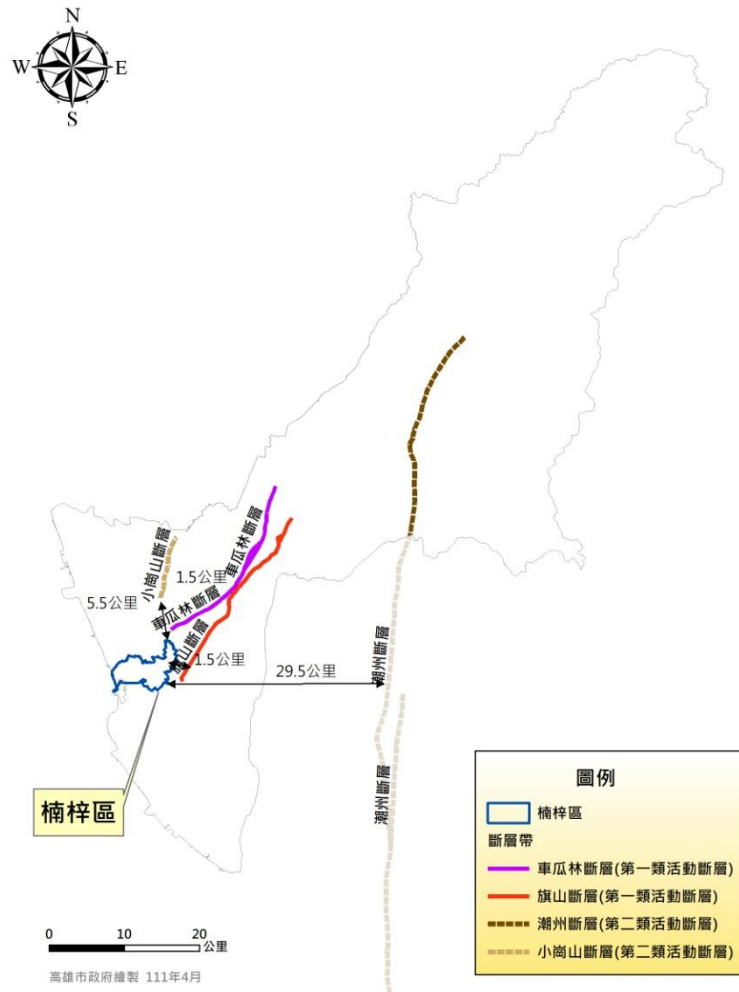 N
W
E
S
小崗山斷層
1.5公里
車瓜林斷層
5.5公里
車瓜林斷層
旗山斷層
1.5公里
29.5公里
潮州斷層
潮州斷層
楠梓區
圖例
楠梓區
斷層帶
車瓜林斷層(第一類活動斷層)
旗山斷層(第一類活動斷層)
潮州斷層(第二類活動斷層)
小崗山斷層(第二類活動斷層)
0 10 20
公里
高雄市政府繪製 111年4月